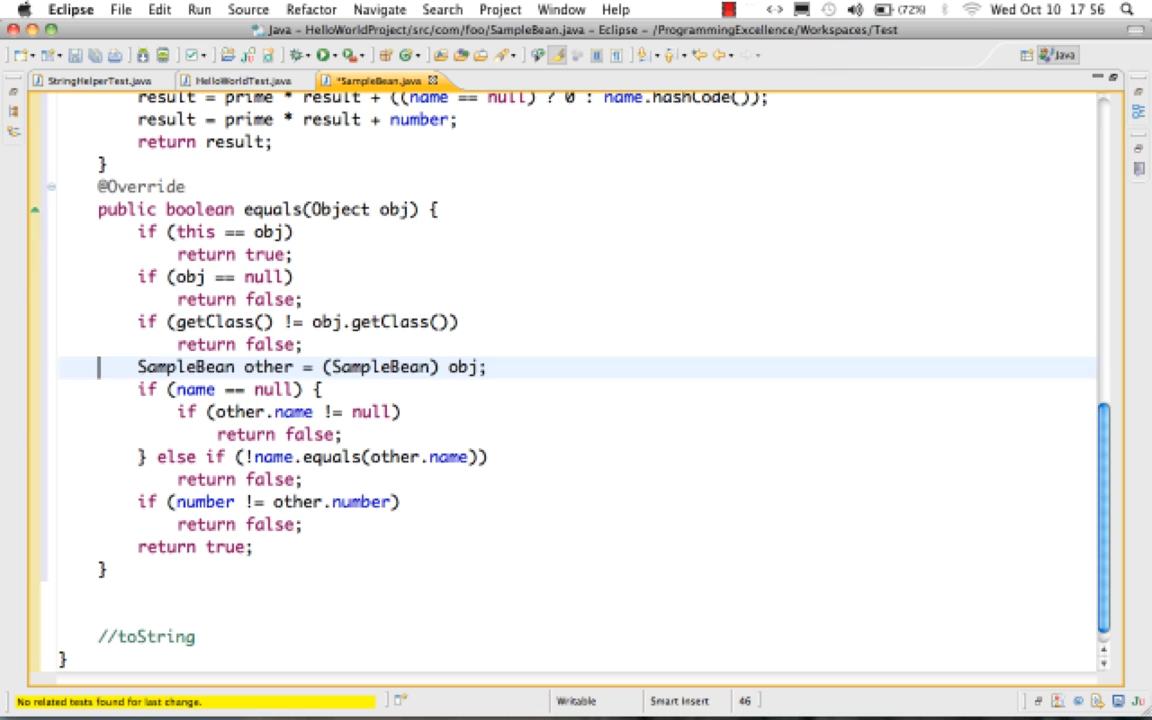 Eclipse File Edit Run Source Refactor Navigate Search Project Window Help (72%) Wed Oct 10 17 56
Java – HelloWorldProject/src/com/foo/SampleBean.java – Eclipse – /ProgrammingExcellence/Workspaces/Test
Java
StringHelperTest.java HelloWorldTest.java *SampleBean.java
result = prime * result + ((name == null) ? 0 : name.hashCode());
result = prime * result + number;
return result;
}
@Override
public boolean equals(Object obj) {
if (this == obj)
return true;
if (obj == null)
return false;
if (getClass() != obj.getClass())
return false;
SampleBean other = (SampleBean) obj;
if (name == null) {
if (other.name != null)
return false;
} else if (!name.equals(other.name))
return false;
if (number != other.number)
return false;
return true;
}
//toString
}
No related tests found for last change. Writable Smart Insert 46 Ju